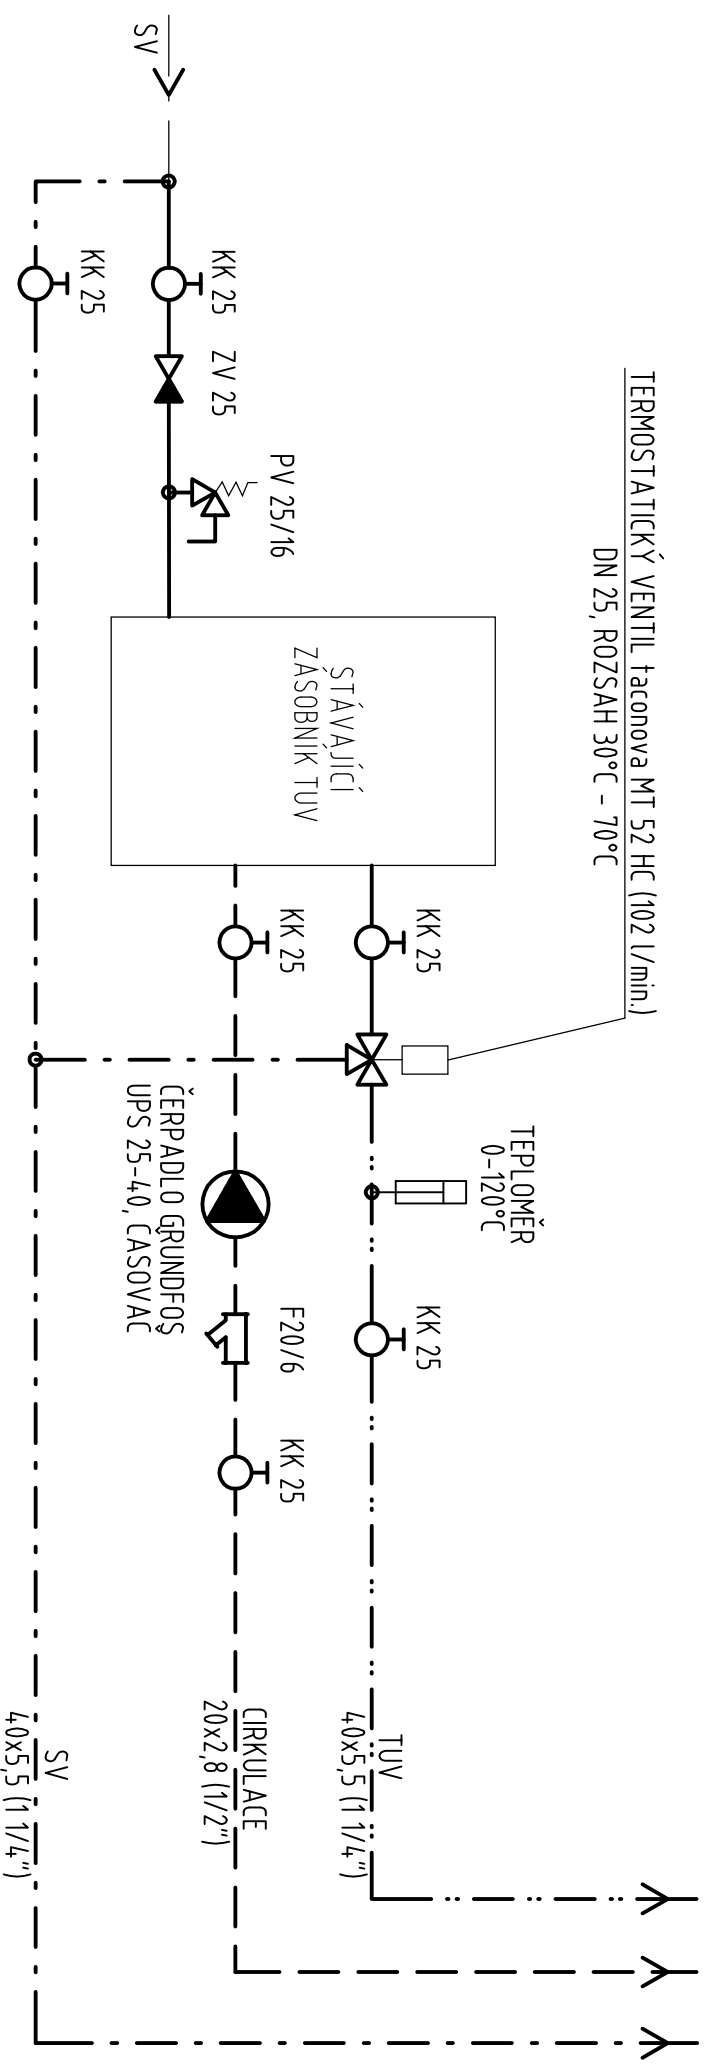 TERMOSTATICKÝ VENTIL taconova MT 52 HC (102 l/min.)
DN 25, ROZSAH 30°C - 70°C
TEPLOMĚR
0-120°C
KK 25
KK 25
TUV
40x5,5 (1 1/4")
STÁVAJÍCÍ
ZÁSOBNÍK TUV
PV 25/16
KK 25
F20/6
KK 25
CIRKULACE
20x2,8 (1/2")
KK 25
ZV 25
SV
ČERPADLO GRUNDFOS
UPS 25-40, ČASOVAČ
KK 25
SV
40x5,5 (1 1/4")